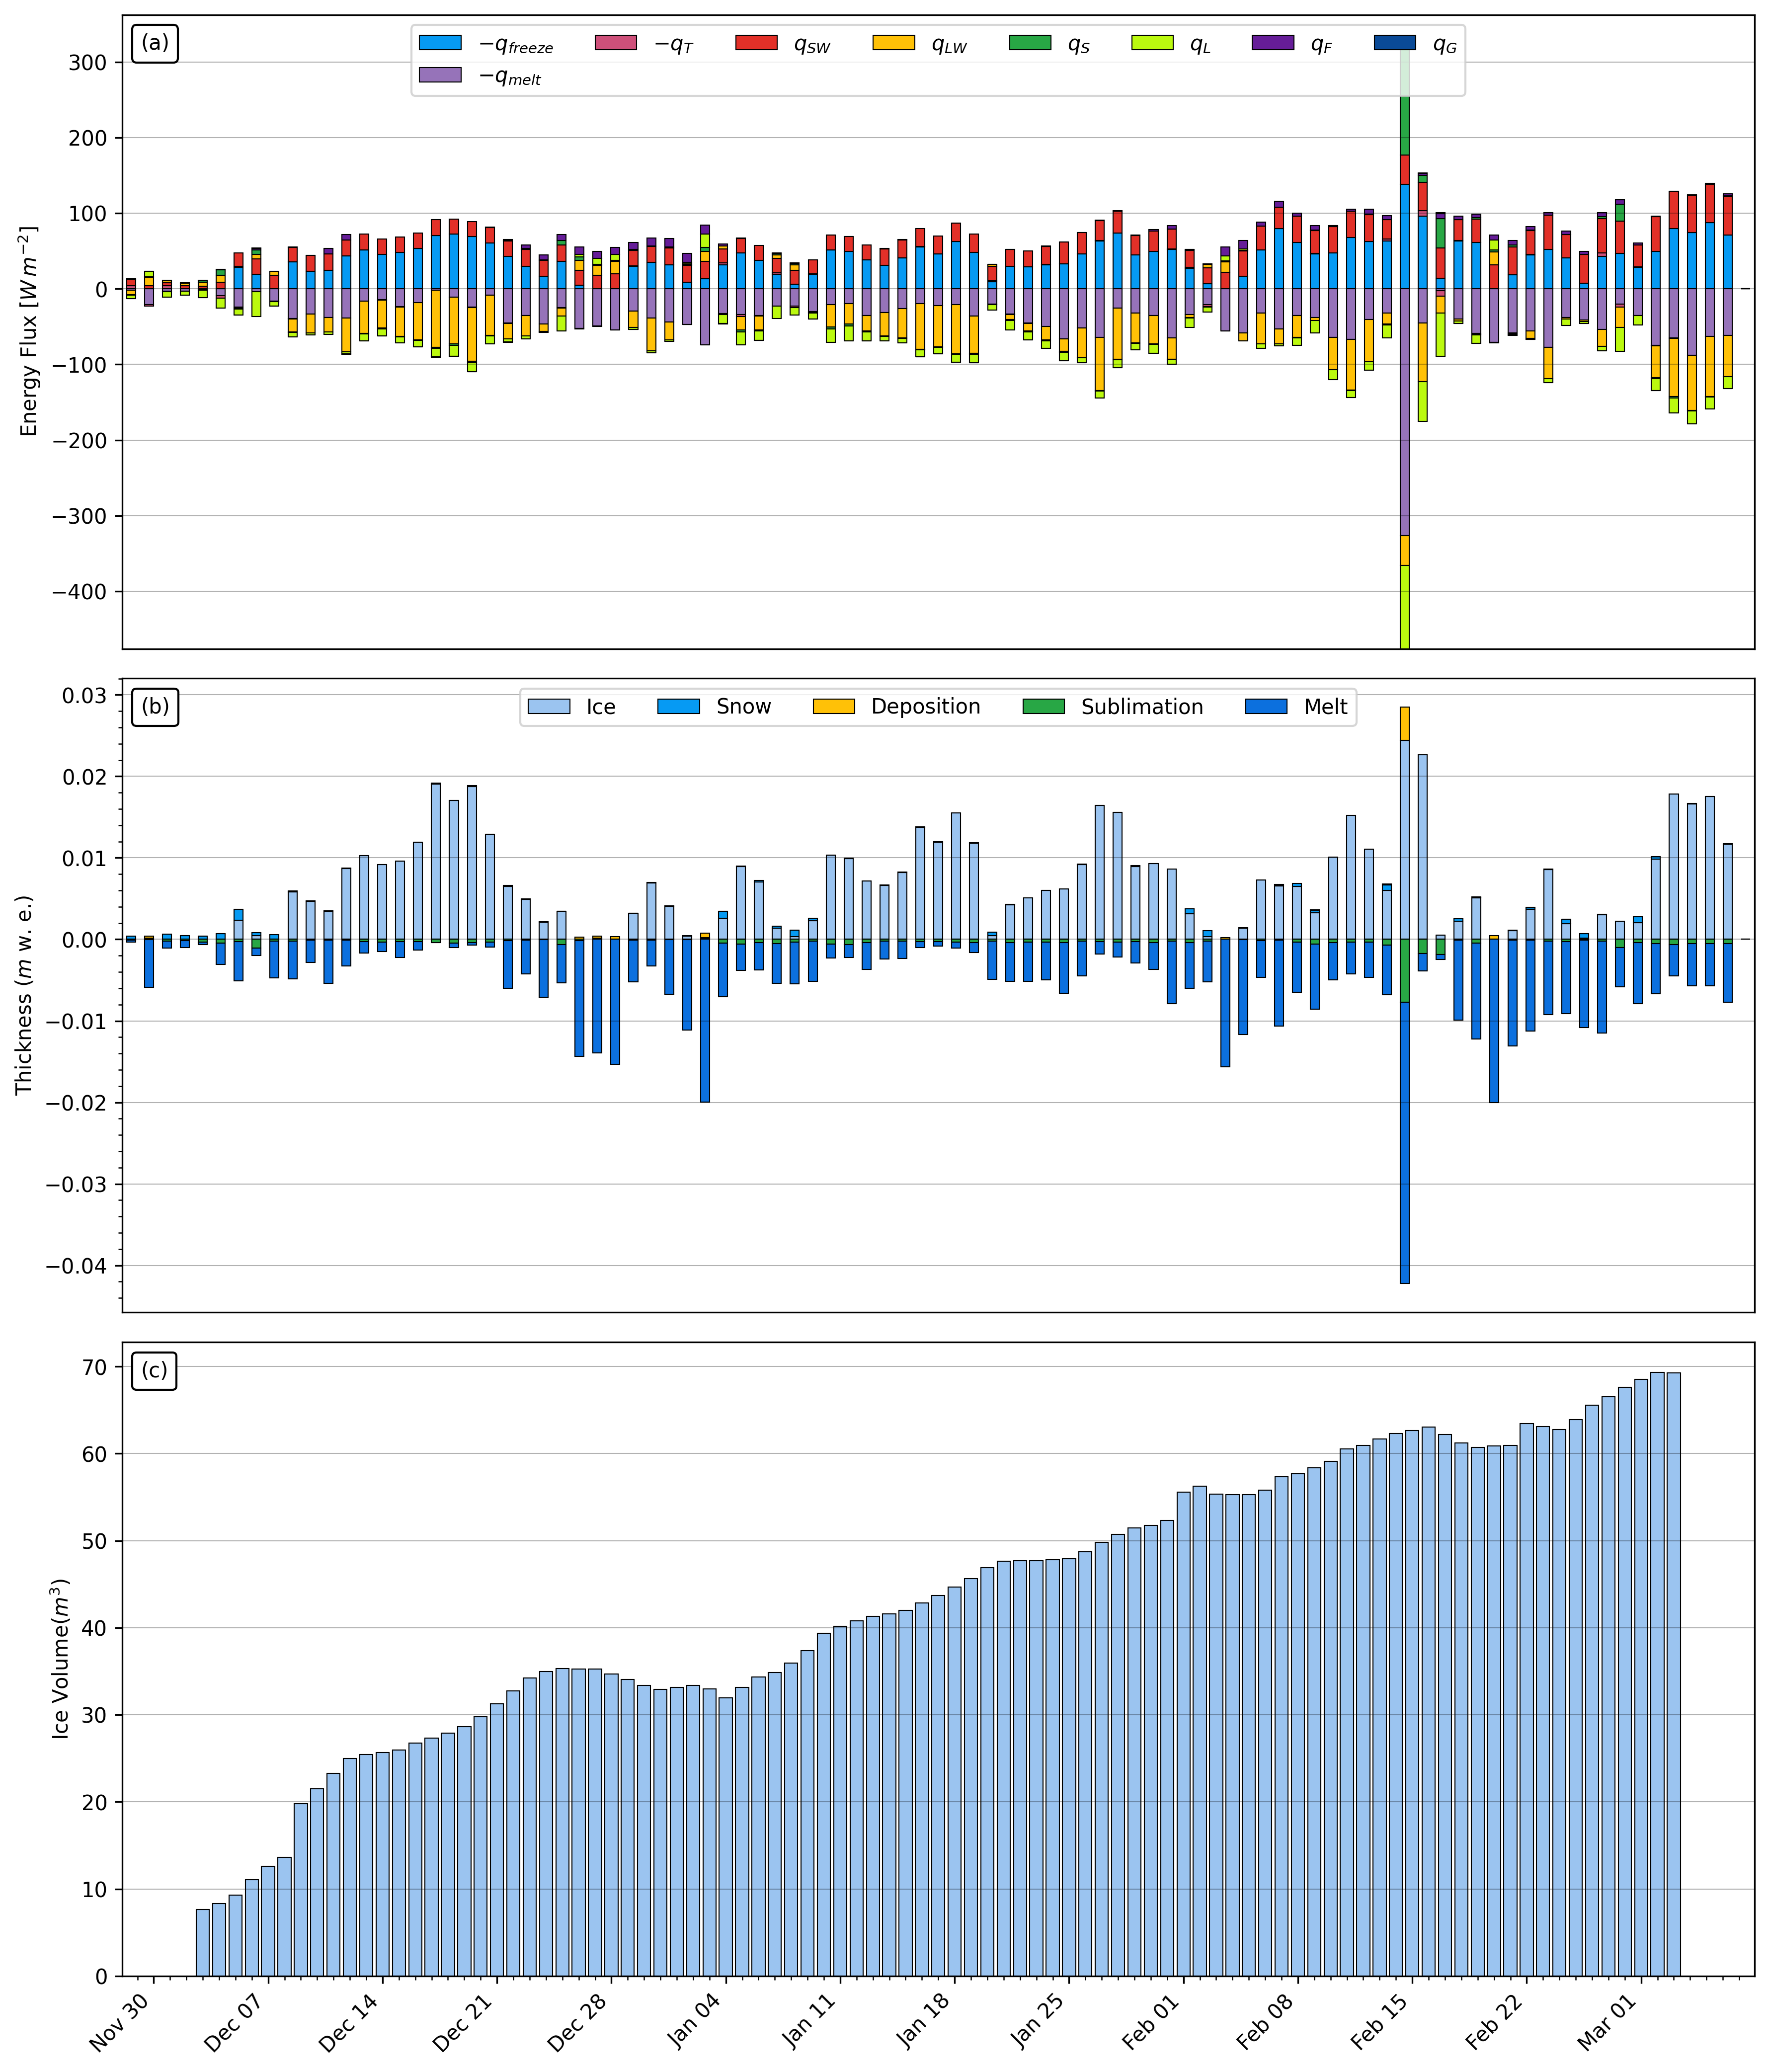 (a)
−q_freeze −q_T q_SW q_LW q_S q_L q_F q_G
−q_melt
300
200
100
0
−100
−200
−300
−400
Energy Flux [W m⁻²]
(b)
Ice Snow Deposition Sublimation Melt
0.03
0.02
0.01
0.00
−0.01
−0.02
−0.03
−0.04
Thickness (m w. e.)
(c)
70
60
50
40
30
20
10
0
Ice Volume(m³)
Nov 30 Dec 07 Dec 14 Dec 21 Dec 28 Jan 04 Jan 11 Jan 18 Jan 25 Feb 01 Feb 08 Feb 15 Feb 22 Mar 01